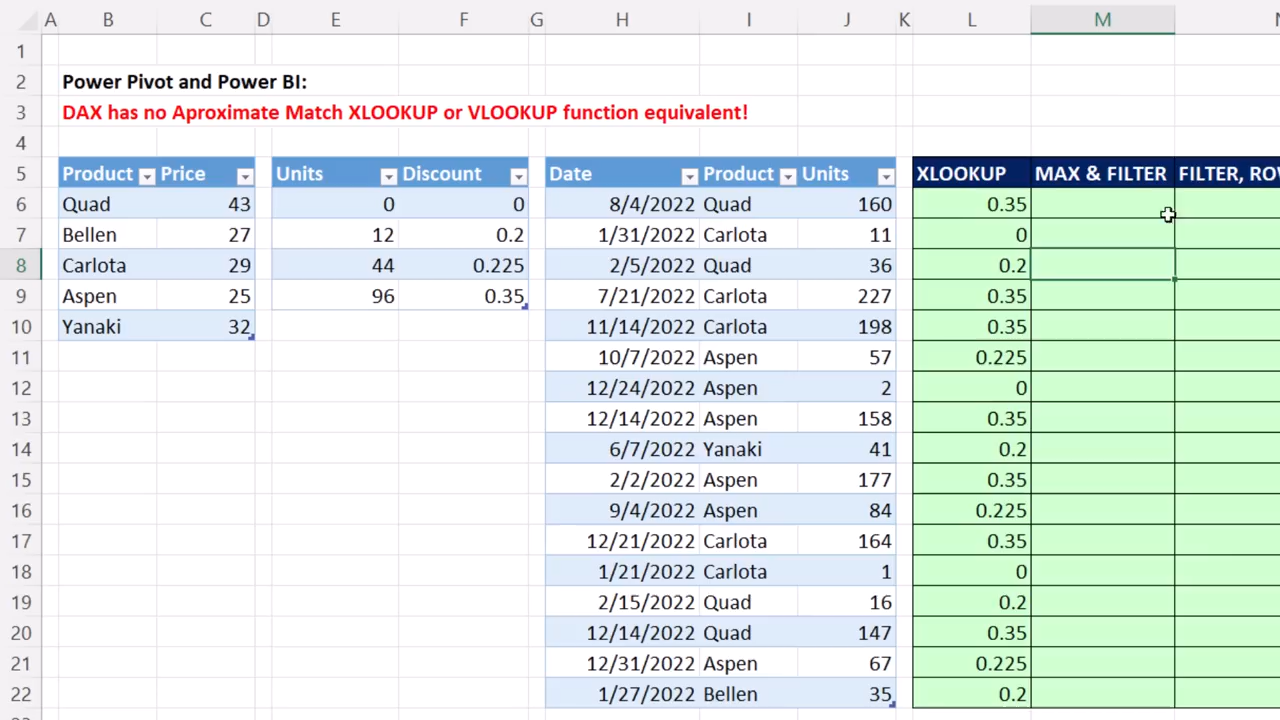 A B C D E F G H I J K L M
1
2 Power Pivot and Power BI:
3 DAX has no Aproximate Match XLOOKUP or VLOOKUP function equivalent!
4
5 Product Price Units Discount Date Product Units XLOOKUP MAX & FILTER FILTER, ROW
6 Quad 43 0 0 8/4/2022 Quad 160 0.35
7 Bellen 27 12 0.2 1/31/2022 Carlota 11 0
8 Carlota 29 44 0.225 2/5/2022 Quad 36 0.2
9 Aspen 25 96 0.35 7/21/2022 Carlota 227 0.35
10 Yanaki 32 11/14/2022 Carlota 198 0.35
11 10/7/2022 Aspen 57 0.225
12 12/24/2022 Aspen 2 0
13 12/14/2022 Aspen 158 0.35
14 6/7/2022 Yanaki 41 0.2
15 2/2/2022 Aspen 177 0.35
16 9/4/2022 Aspen 84 0.225
17 12/21/2022 Carlota 164 0.35
18 1/21/2022 Carlota 1 0
19 2/15/2022 Quad 16 0.2
20 12/14/2022 Quad 147 0.35
21 12/31/2022 Aspen 67 0.225
22 1/27/2022 Bellen 35 0.2